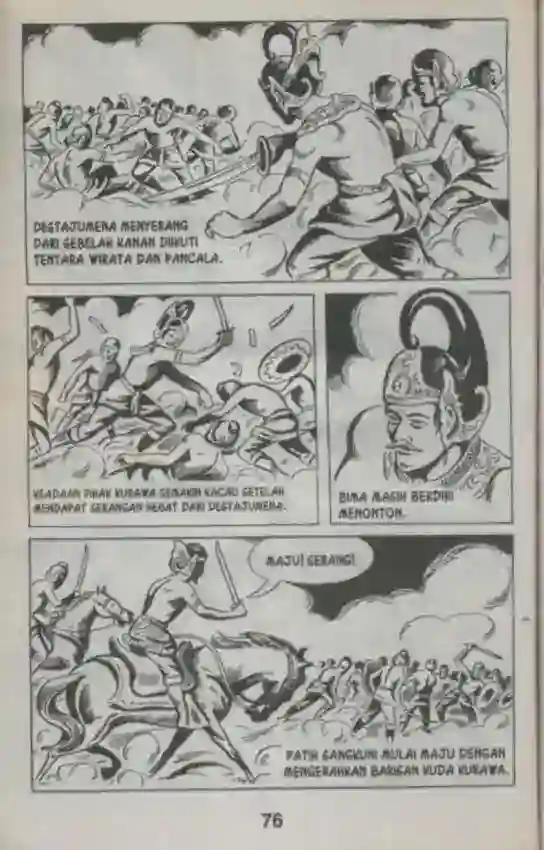 DESTAJUMENA MENYERANG
DARI SEBELAH KANAN DIIKUTI
TENTARA WIRATA DAN PANCALA.
KEADAAN PIHAK KURAWA SEMAKIN KACAU SETELAH
MENDAPAT SERANGAN HEBAT DARI DESTAJUMENA.
BIMA MASIH BERDIRI
MENONTON.
MAJU! SERANG!
PATIH SANGKUNI MULAI MAJU DENGAN
MENGERAHKAN BARISAN KUDA KURAWA.
76